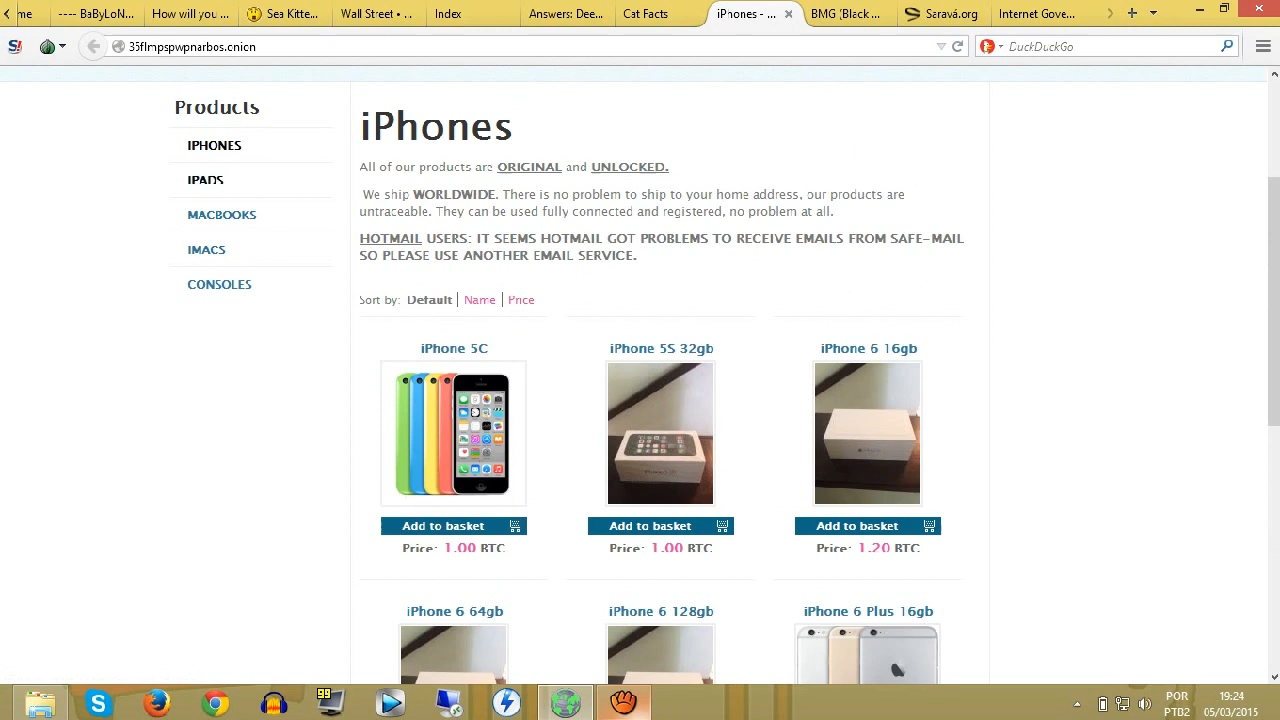 me
---- BaByLoN...
How will you ...
Sea Kitte...
Wall Street • ...
Index
Answers: Dee...
Cat Facts
iPhones - ...
BMG (Black ...
Saravá.org
Internet Gove...
DuckDuckGo
Products
IPHONES
IPADS
MACBOOKS
IMACS
CONSOLES
iPhones
All of our products are ORIGINAL and UNLOCKED.
We ship WORLDWIDE. There is no problem to ship to your home address, our products are
untraceable. They can be used fully connected and registered, no problem at all.
HOTMAIL USERS: IT SEEMS HOTMAIL GOT PROBLEMS TO RECEIVE EMAILS FROM SAFE-MAIL
SO PLEASE USE ANOTHER EMAIL SERVICE.
Sort by: Default | Name | Price
iPhone 5C
iPhone 5S 32gb
iPhone 6 16gb
Add to basket
Add to basket
Add to basket
Price: 1.00 BTC
Price: 1.00 BTC
Price: 1.20 BTC
iPhone 6 64gb
iPhone 6 128gb
iPhone 6 Plus 16gb
99
POR
PTB2
19:24
05/03/2015